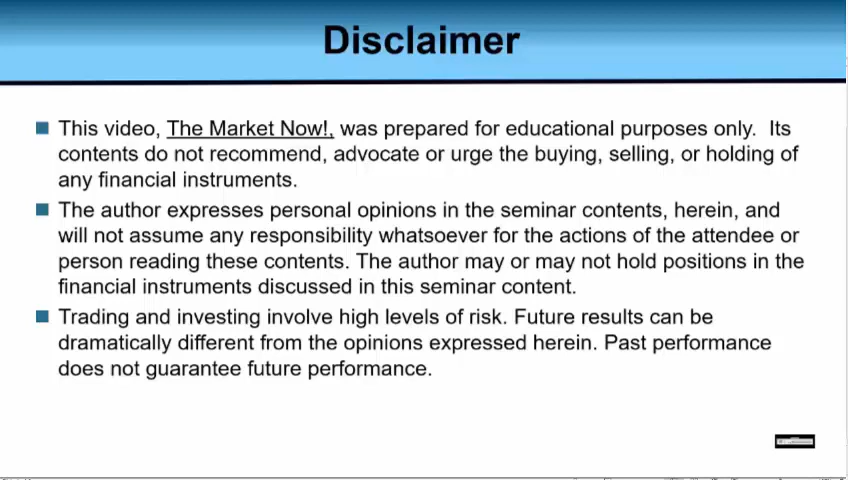 Disclaimer
This video, The Market Now!, was prepared for educational purposes only.  Its
contents do not recommend, advocate or urge the buying, selling, or holding of
any financial instruments.
The author expresses personal opinions in the seminar contents, herein, and
will not assume any responsibility whatsoever for the actions of the attendee or
person reading these contents. The author may or may not hold positions in the
financial instruments discussed in this seminar content.
Trading and investing involve high levels of risk. Future results can be
dramatically different from the opinions expressed herein. Past performance
does not guarantee future performance.